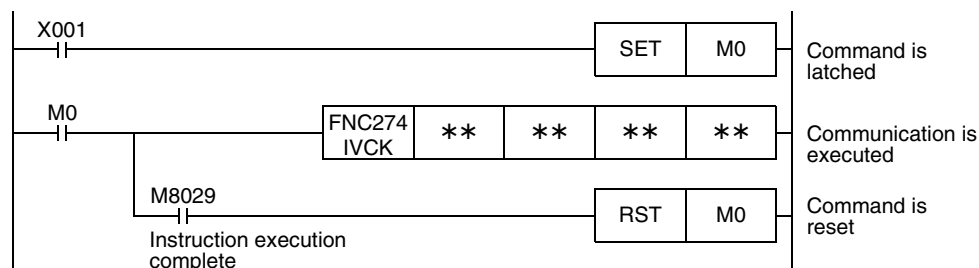 X001
SET M0
Command is
latched
M0
FNC274
IVCK
** ** ** **
Communication is
executed
M8029
RST M0
Command is
reset
Instruction execution
complete